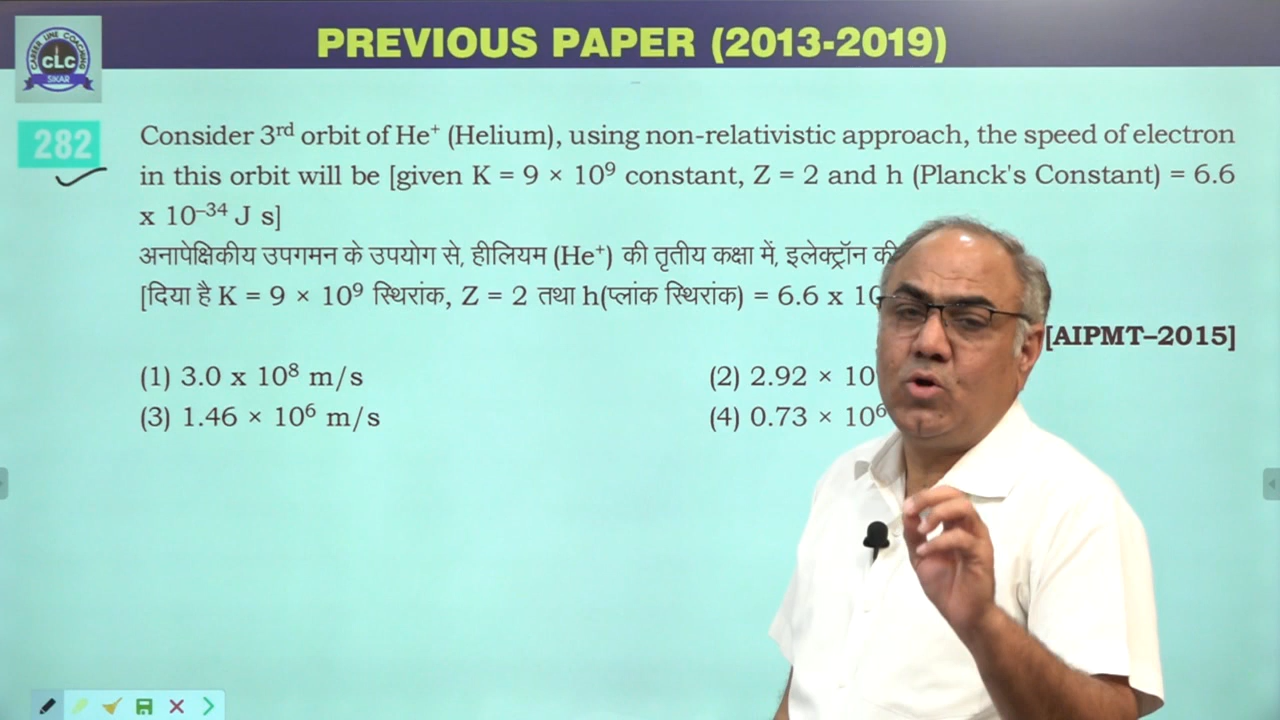 PREVIOUS PAPER (2013-2019)
CAREER LINE COACHING
CLC
SIKAR
282
Consider 3rd orbit of He+ (Helium), using non-relativistic approach, the speed of electron
in this orbit will be [given K = 9 × 10⁹ constant, Z = 2 and h (Planck's Constant) = 6.6
x 10⁻³⁴ J s]
अनापेक्षिकीय उपगमन के उपयोग से, हीलियम (He⁺) की तृतीय कक्षा में, इलेक्ट्रॉन की
[दिया है K = 9 × 10⁹ स्थिरांक, Z = 2 तथा h(प्लांक स्थिरांक) = 6.6 x
[AIPMT–2015]
(1) 3.0 x 10⁸ m/s
(2) 2.92 × 10
(3) 1.46 × 10⁶ m/s
(4) 0.73 × 10⁶